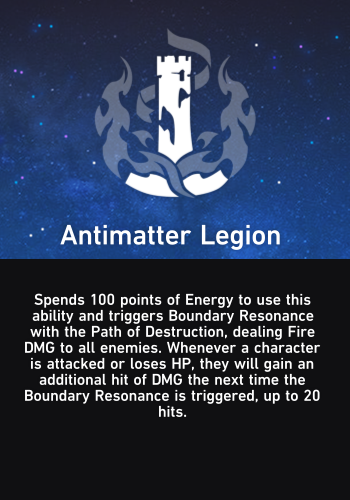 Antimatter Legion
Spends 100 points of Energy to use this
ability and triggers Boundary Resonance
with the Path of Destruction, dealing Fire
DMG to all enemies. Whenever a character
is attacked or loses HP, they will gain an
additional hit of DMG the next time the
Boundary Resonance is triggered, up to 20
hits.